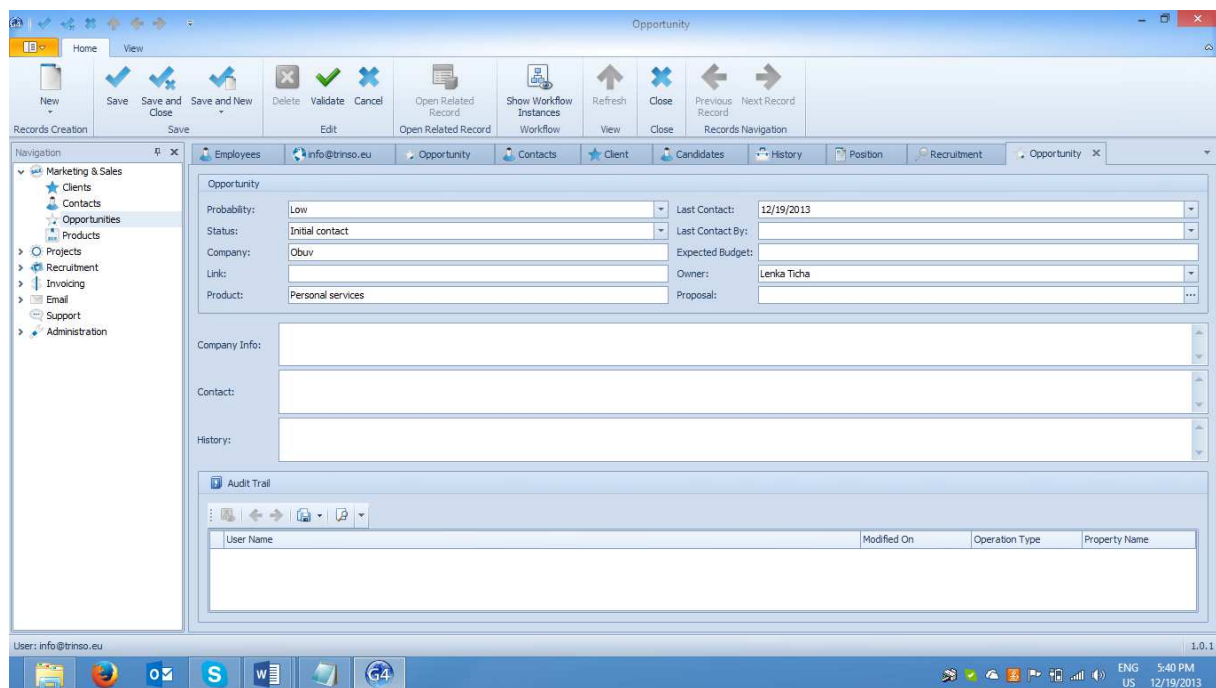 Opportunity
Home View
New
Save
Save and Close
Save and New
Delete
Validate
Cancel
Open Related Record
Show Workflow Instances
Refresh
Close
Previous Record
Next Record
Records Creation
Save
Edit
Open Related Record
Workflow
View
Close
Records Navigation
Navigation
Marketing & Sales
Clients
Contacts
Opportunities
Products
Projects
Recruitment
Invoicing
Email
Support
Administration
Employees info@trinso.eu Opportunity Contacts Client Candidates History Position Recruitment Opportunity
Opportunity
Probability: Low Last Contact: 12/19/2013
Status: Initial contact Last Contact By:
Company: Obuv Expected Budget:
Link: Owner: Lenka Ticha
Product: Personal services Proposal:
Company Info:
Contact:
History:
Audit Trail
User Name Modified On Operation Type Property Name
User: info@trinso.eu 1.0.1
G4
ENG 5:40 PM
US 12/19/2013